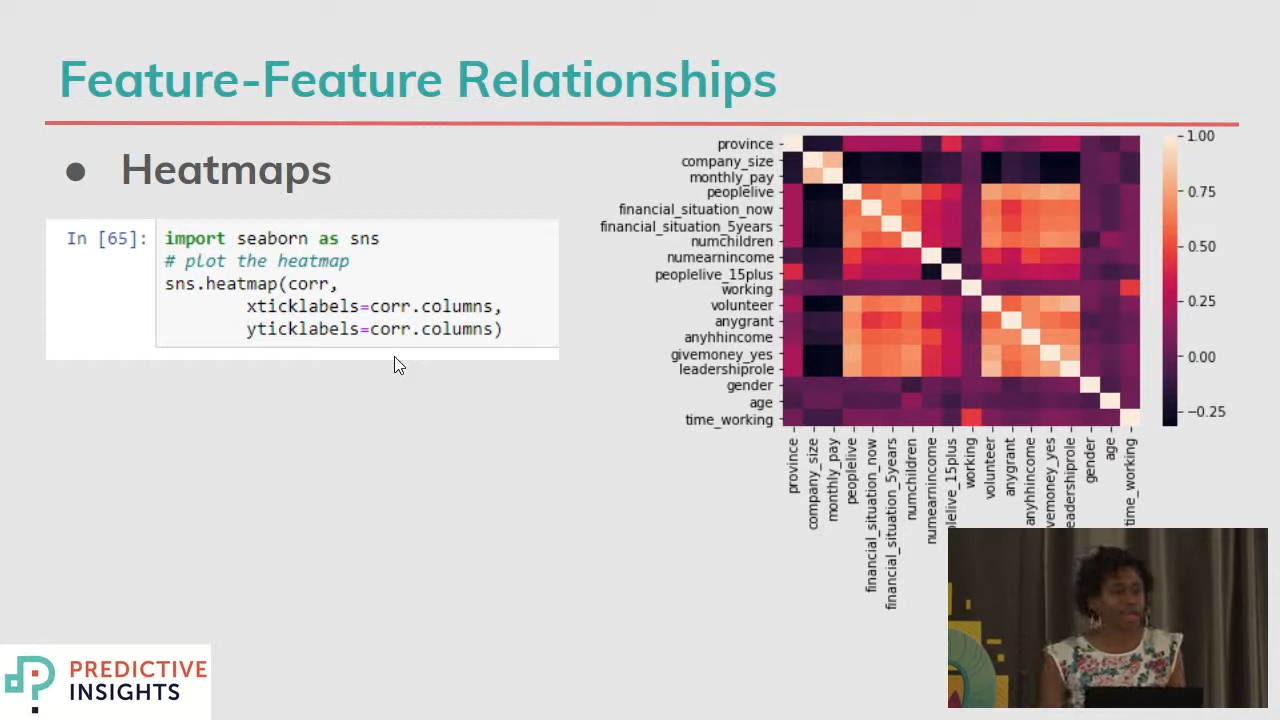 Feature-Feature Relationships
● Heatmaps
In [65]:
import seaborn as sns
# plot the heatmap
sns.heatmap(corr,
xticklabels=corr.columns,
yticklabels=corr.columns)
province
company_size
monthly_pay
peoplelive
financial_situation_now
financial_situation_5years
numchildren
numearnincome
peoplelive_15plus
working
volunteer
anygrant
anyhhincome
givemoney_yes
leadershiprole
gender
age
time_working
1.00
0.75
0.50
0.25
0.00
−0.25
province
company_size
monthly_pay
peoplelive
financial_situation_now
financial_situation_5years
numchildren
numearnincome
plelive_15plus
working
volunteer
anygrant
anyhhincome
vemoney_yes
eadershiprole
gender
age
time_working
PREDICTIVE
INSIGHTS